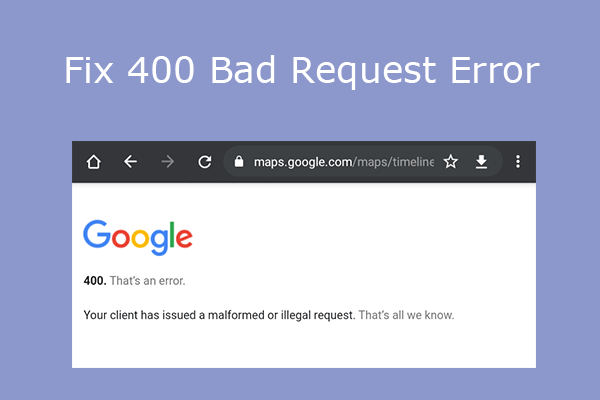 Fix 400 Bad Request Error
maps.google.com/maps/timeline
Google
400. That's an error.
Your client has issued a malformed or illegal request. That's all we know.